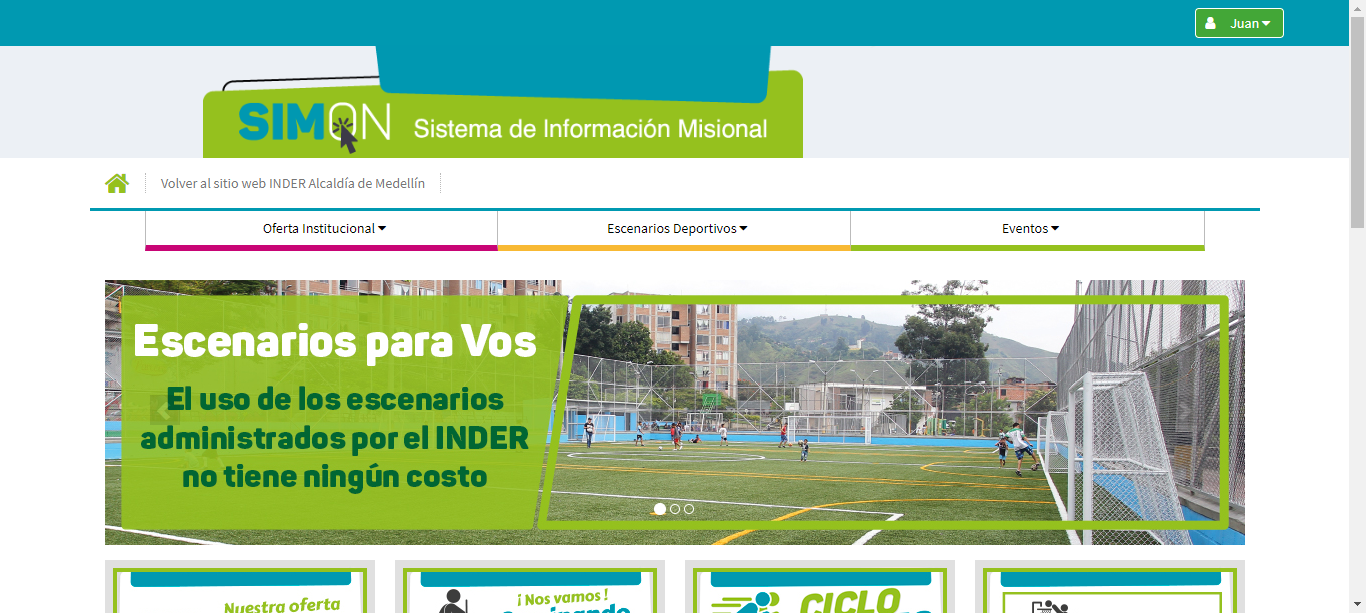 Juan
SIMON Sistema de Información Misional
Volver al sitio web INDER Alcaldía de Medellín
Oferta Institucional
Escenarios Deportivos
Eventos
Escenarios para Vos
El uso de los escenarios
administrados por el INDER
no tiene ningún costo
Nuestra oferta
¡Nos vamos!
CICLO